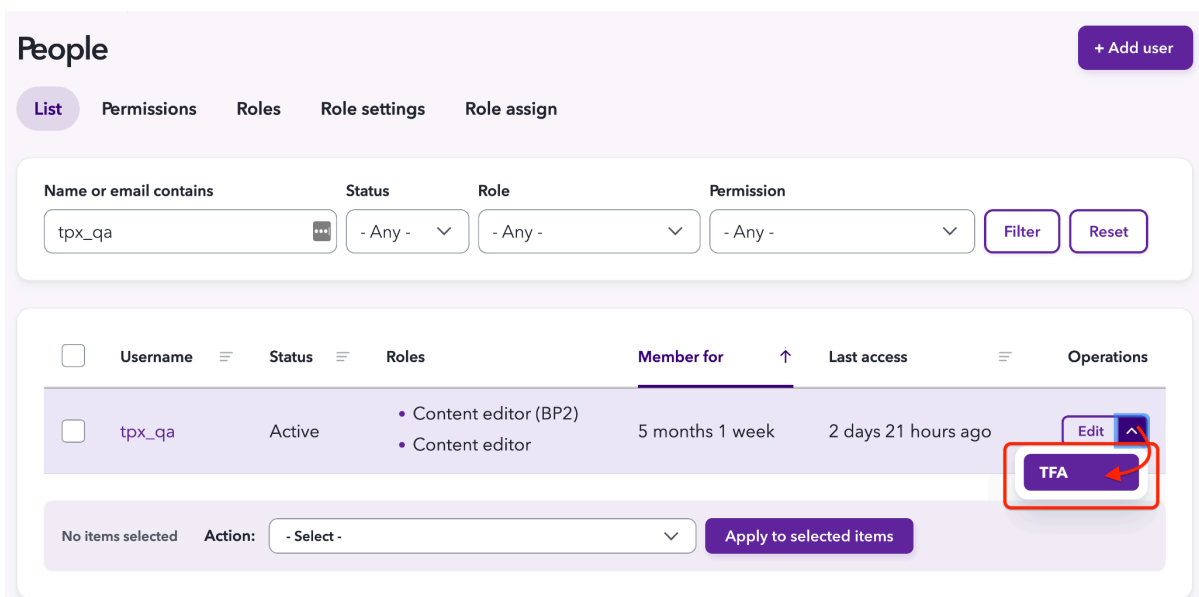 People
+ Add user
List Permissions Roles Role settings Role assign
Name or email contains Status Role Permission
tpx_qa - Any - - Any - - Any - Filter Reset
Username Status Roles Member for Last access Operations
Content editor (BP2)
tpx_qa Active 5 months 1 week 2 days 21 hours ago Edit
Content editor
TFA
No items selected Action: - Select - Apply to selected items